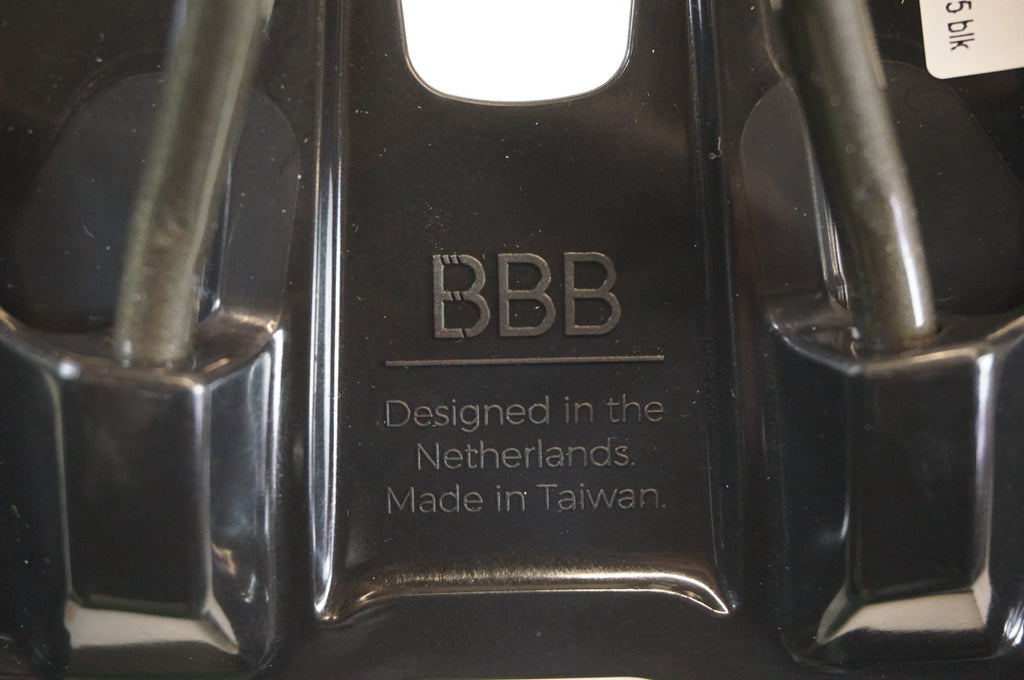 5 blk
BBB
Designed in the
Netherlands.
Made in Taiwan.